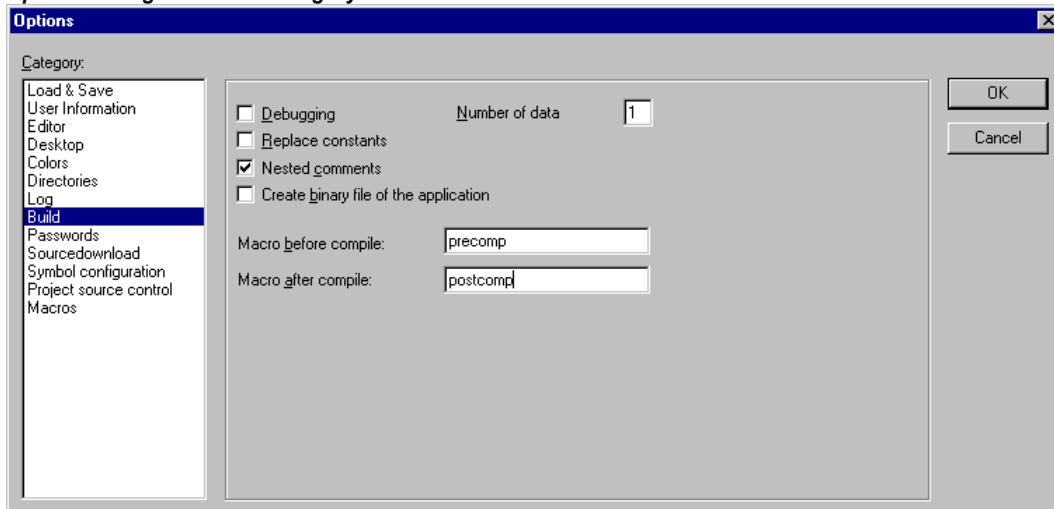 Options
Category:
Load & Save
User Information
Editor
Desktop
Colors
Directories
Log
Build
Passwords
Sourcedownload
Symbol configuration
Project source control
Macros
Debugging
Number of data
1
Replace constants
Nested comments
Create binary file of the application
Macro before compile:
precomp
Macro after compile:
postcomp
OK
Cancel